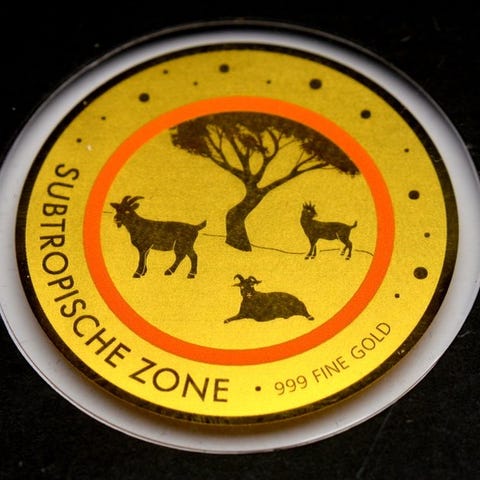 SUBTROPISCHE ZONE
999 FINE GOLD